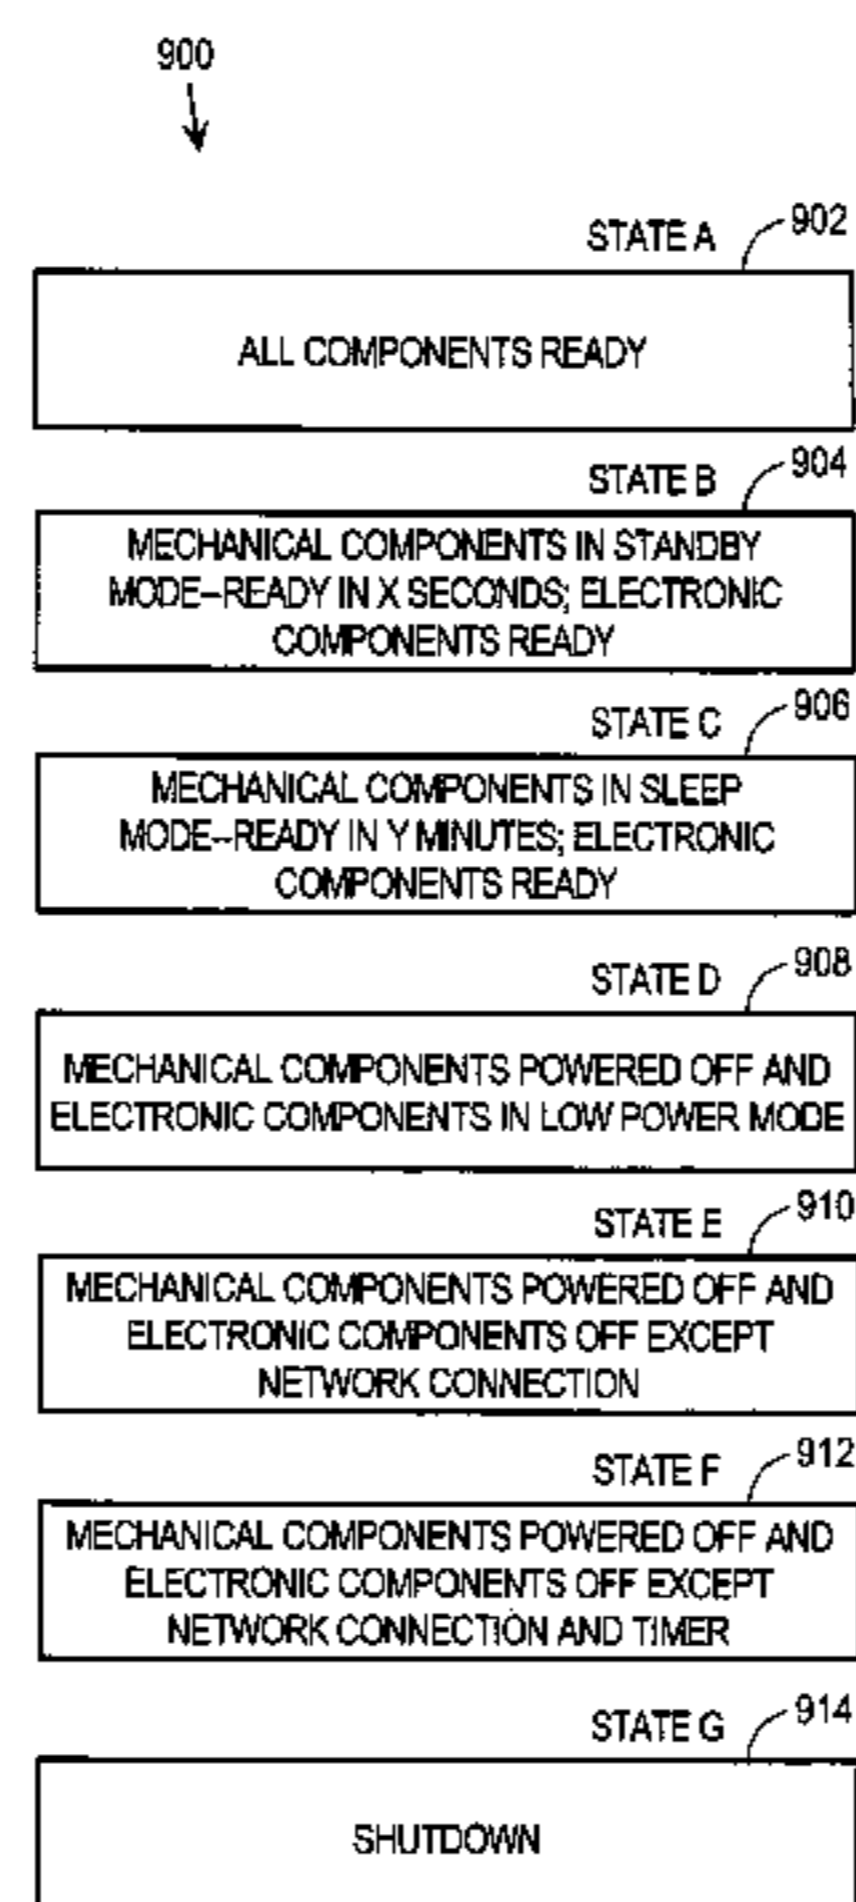 900
STATE A
902
ALL COMPONENTS READY
STATE B
904
MECHANICAL COMPONENTS IN STANDBY
MODE--READY IN X SECONDS; ELECTRONIC
COMPONENTS READY
STATE C
906
MECHANICAL COMPONENTS IN SLEEP
MODE--READY IN Y MINUTES; ELECTRONIC
COMPONENTS READY
STATE D
908
MECHANICAL COMPONENTS POWERED OFF AND
ELECTRONIC COMPONENTS IN LOW POWER MODE
STATE E
910
MECHANICAL COMPONENTS POWERED OFF AND
ELECTRONIC COMPONENTS OFF EXCEPT
NETWORK CONNECTION
STATE F
912
MECHANICAL COMPONENTS POWERED OFF AND
ELECTRONIC COMPONENTS OFF EXCEPT
NETWORK CONNECTION AND TIMER
STATE G
914
SHUTDOWN